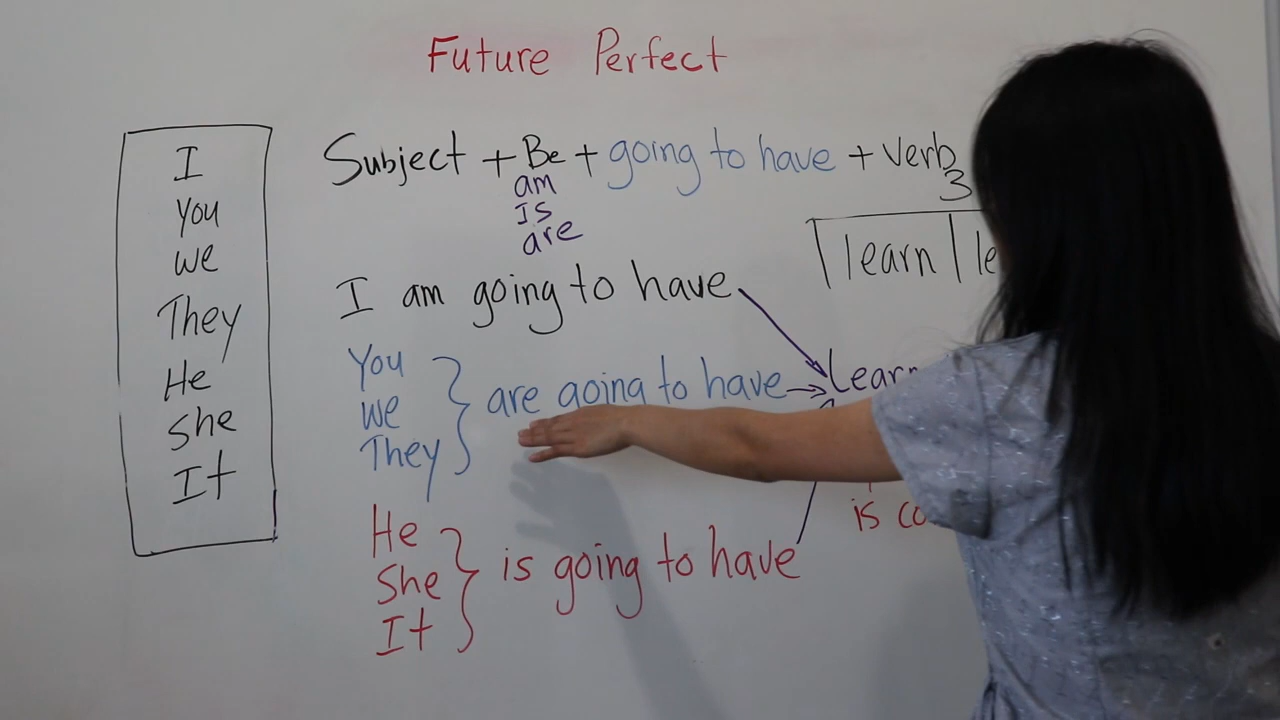 Future Perfect
I
You
We
They
He
She
It
Subject + Be + going to have + Verb 3
am
Is
are
learn
I am going to have
You
We
They
are going to have
He
She
It
is going to have
is